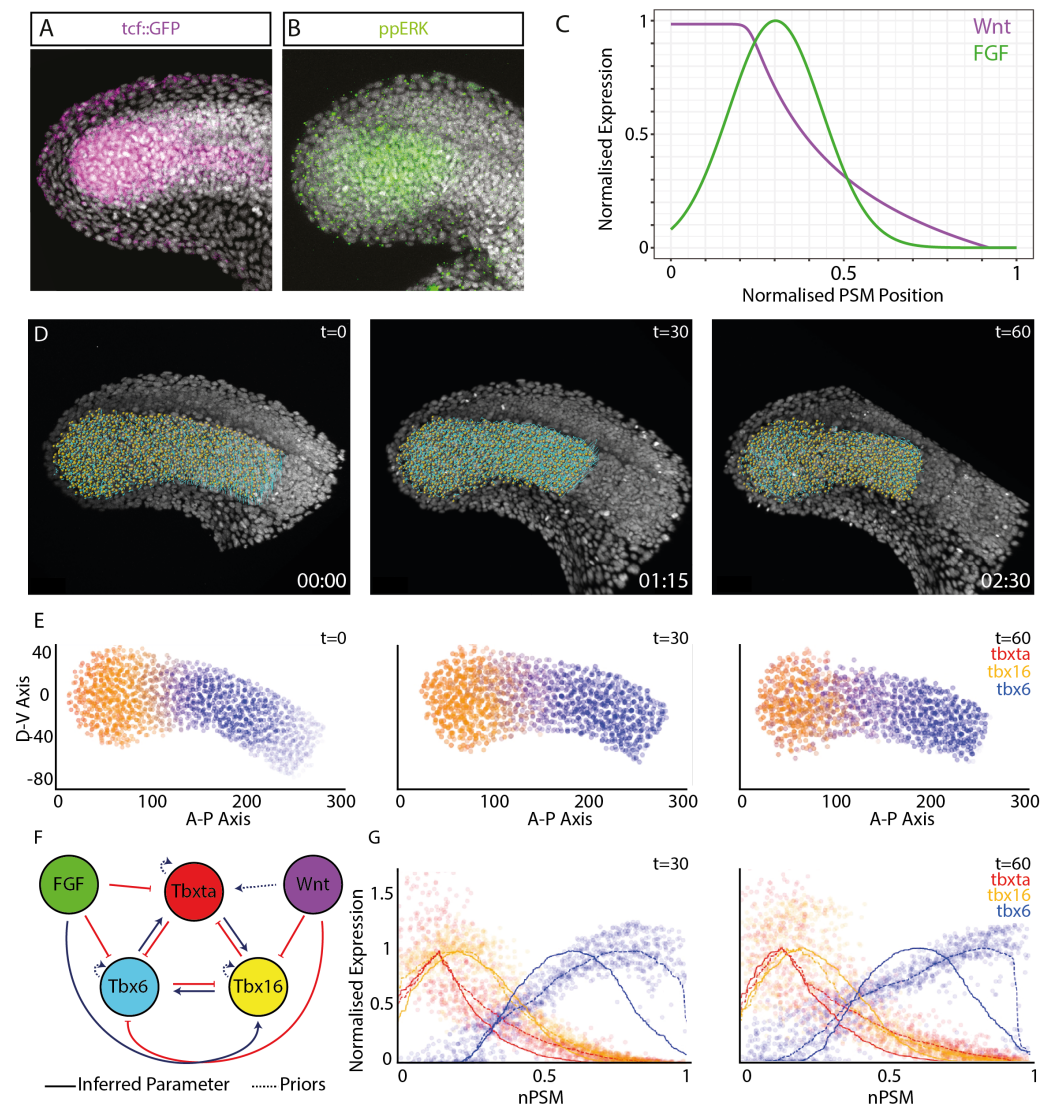 A
tcf::GFP
B
ppERK
C
Wnt
FGF
1
0.5
0
Normalised Expression
0
0.5
1
Normalised PSM Position
D
t=0
t=30
t=60
00:00
01:15
02:30
E
t=0
t=30
t=60
tbxta
tbx16
tbx6
40
0
-40
-80
D-V Axis
0
100
200
300
A-P Axis
0
100
200
300
A-P Axis
0
100
200
300
A-P Axis
F
FGF
Tbxta
Wnt
Tbx6
Tbx16
Inferred Parameter
Priors
G
t=30
t=60
tbxta
tbx16
tbx6
1.5
1
0.5
0
Normalised Expression
0
0.5
1
nPSM
0
0.5
1
nPSM